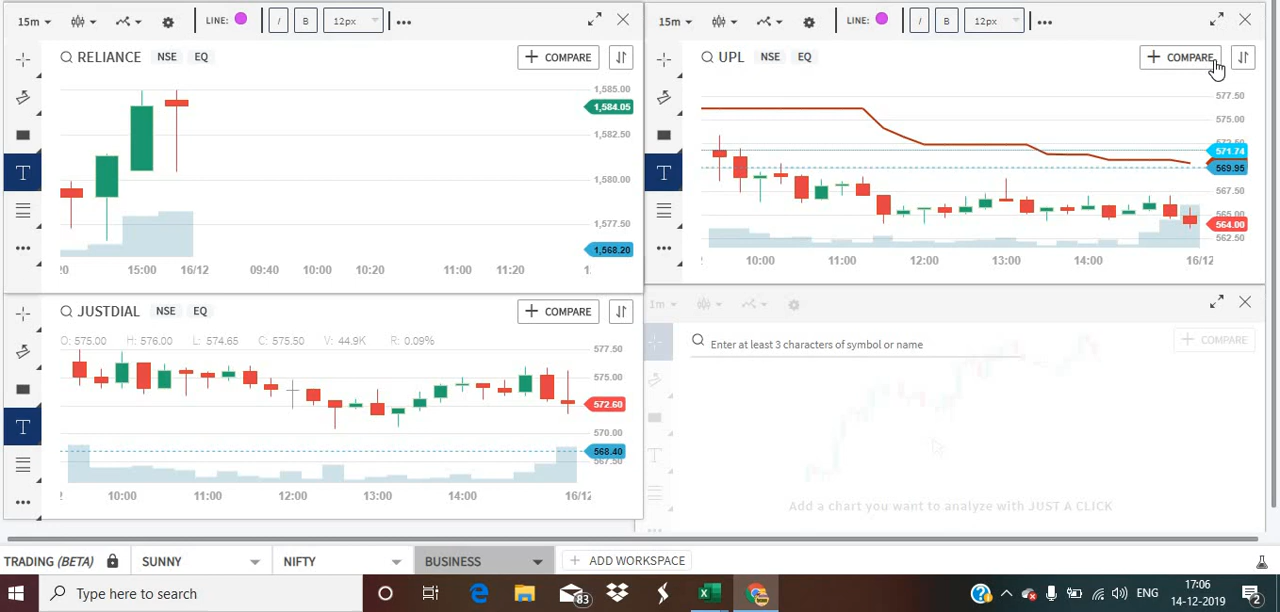 15m LINE: / B 12px
RELIANCE NSE EQ COMPARE
1,585.00
1,584.05
1,582.50
1,580.00
1,577.50
1,568.20
:20 15:00 16/12 09:40 10:00 10:20 11:00 11:20 1:
T
15m LINE: / B 12px
UPL NSE EQ COMPARE
577.50
575.00
571.74
569.95
567.50
565.00
564.00
562.50
10:00 11:00 12:00 13:00 14:00 16/12
T
JUSTDIAL NSE EQ COMPARE
O: 575.00 H: 576.00 L: 574.65 C: 575.50 V: 44.9K R: 0.09%
577.50
575.00
572.60
570.00
568.40
567.50
10:00 11:00 12:00 13:00 14:00 16/12
T
1m
Enter at least 3 characters of symbol or name COMPARE
T
Add a chart you want to analyze with JUST A CLICK
TRADING (BETA) SUNNY NIFTY BUSINESS ADD WORKSPACE
Type here to search 83 ENG 17:06
14-12-2019 2